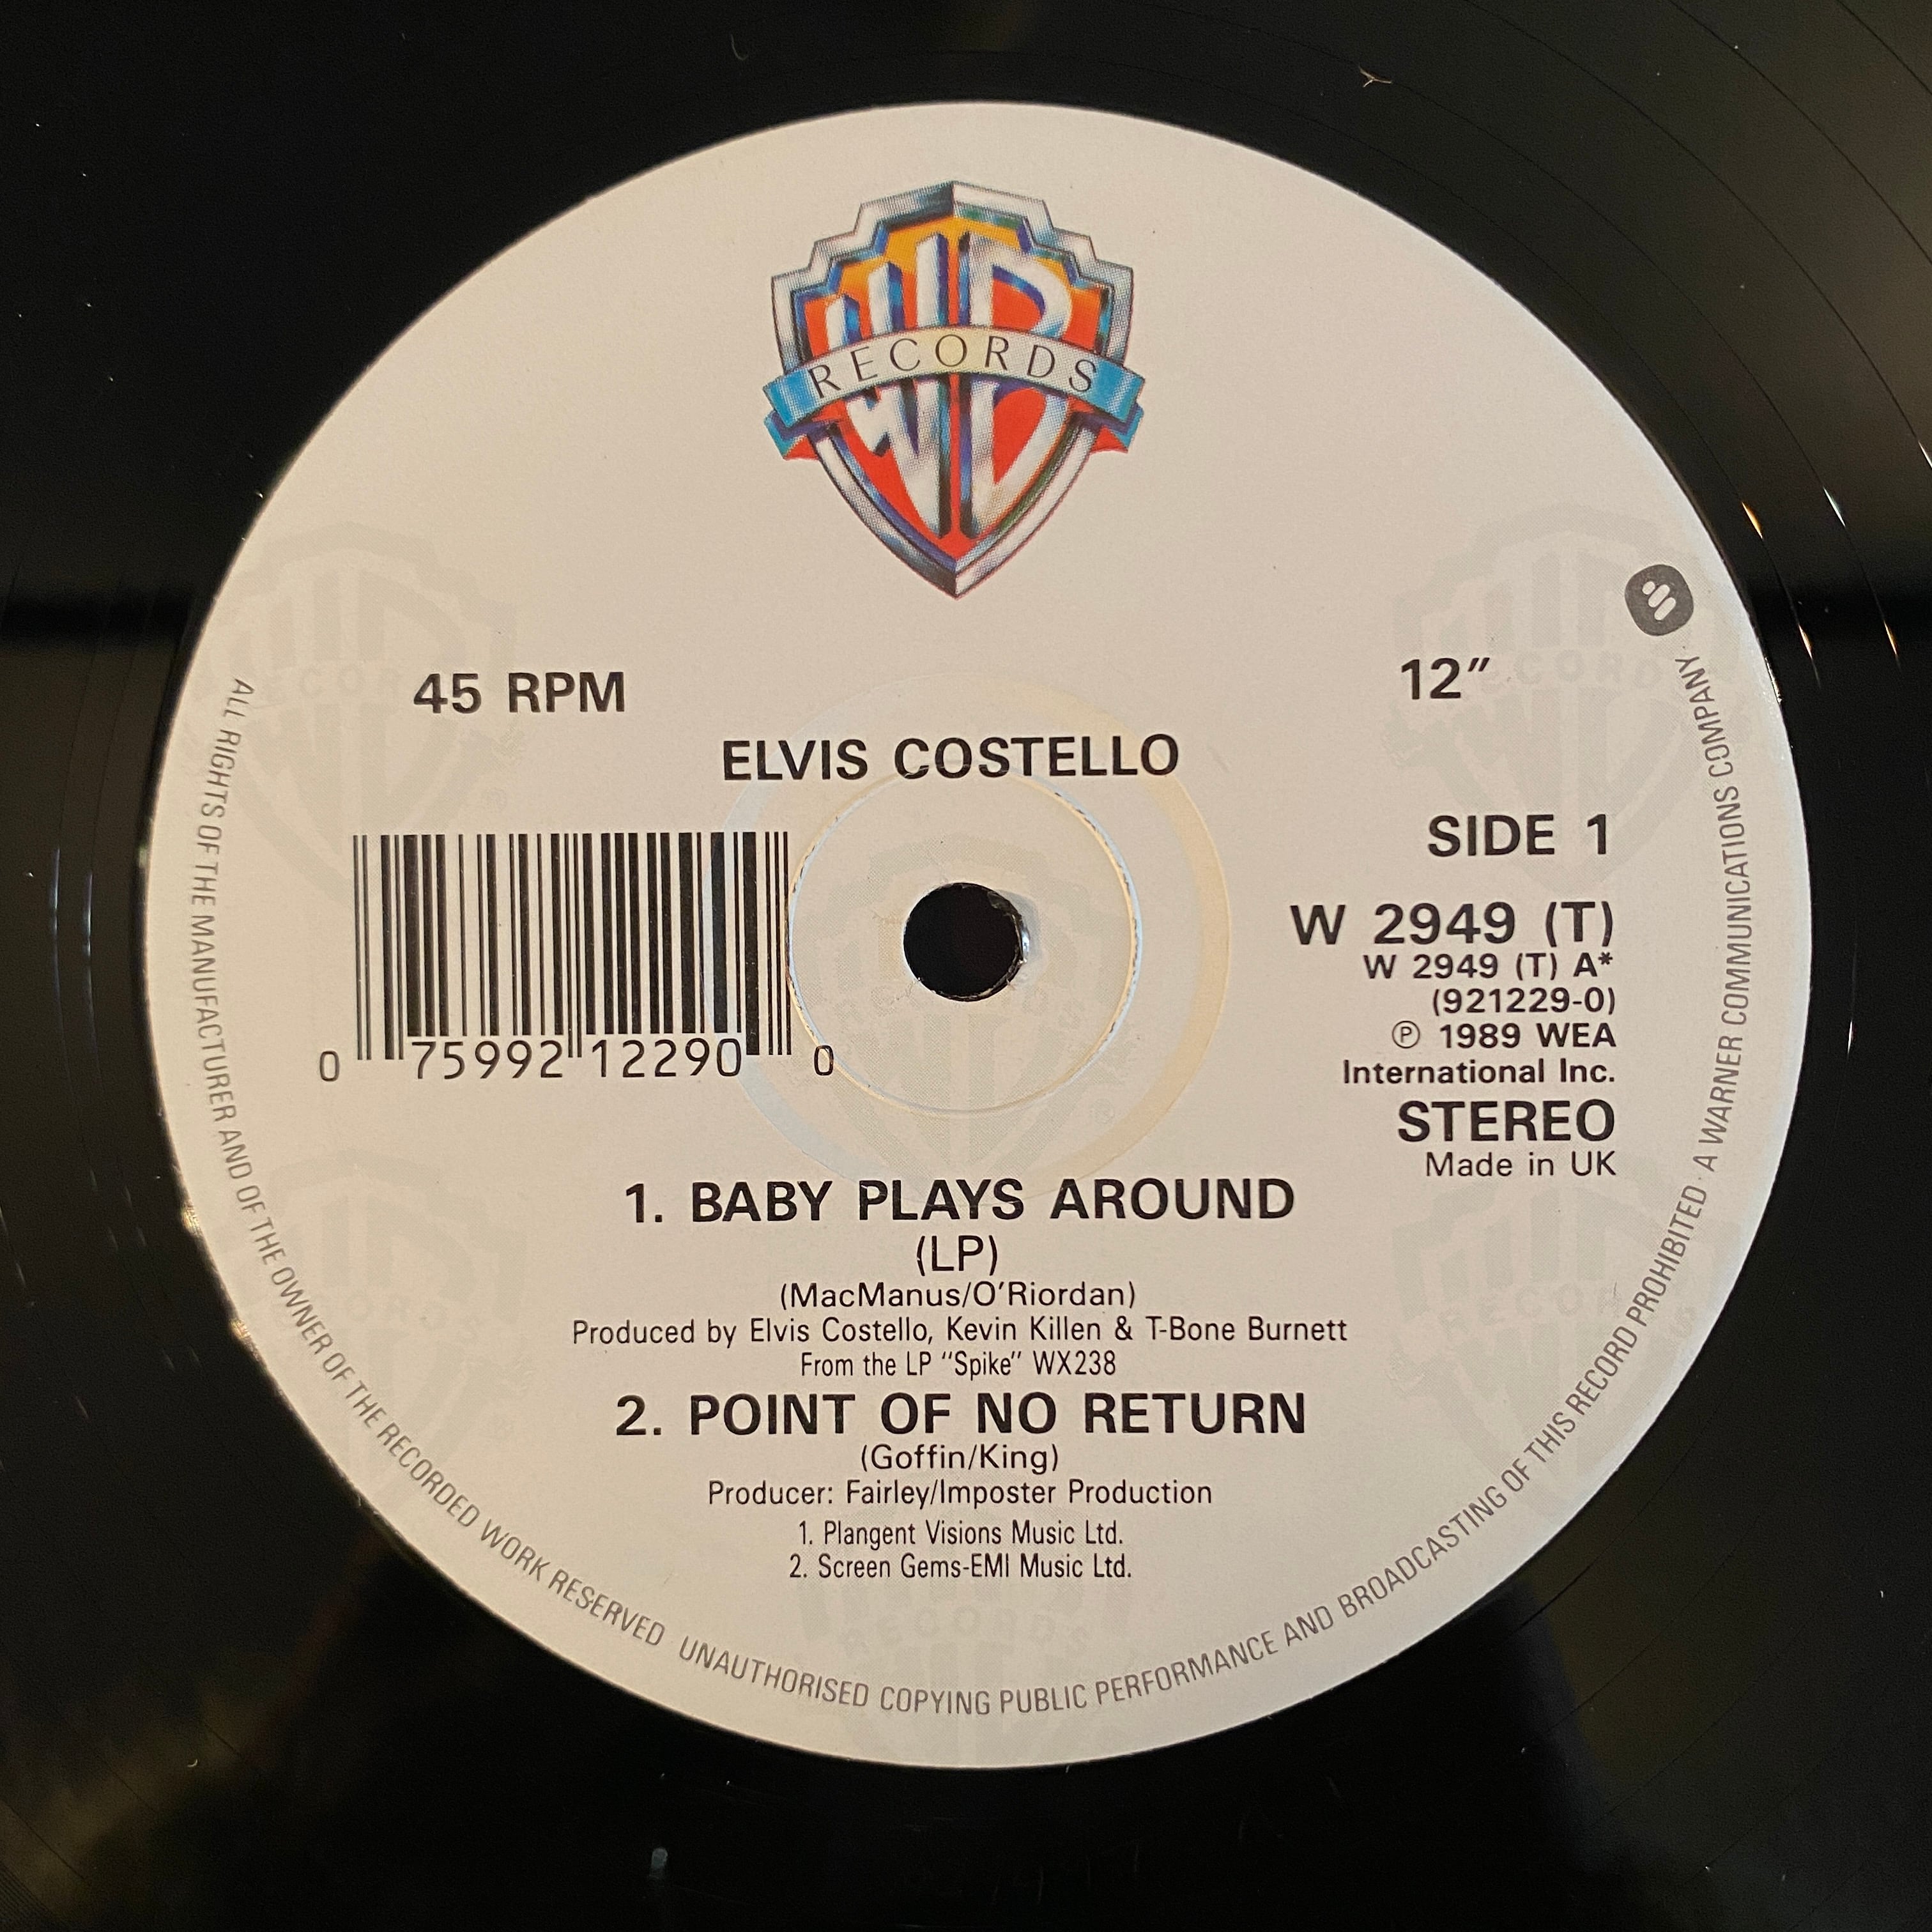 RECORDS
45 RPM
12"
ELVIS COSTELLO
SIDE 1
W 2949 (T)
W 2949 (T) A*
(921229-0)
℗ 1989 WEA
International Inc.
STEREO
Made in UK
0 75992 12290 0
1. BABY PLAYS AROUND
(LP)
(MacManus/O'Riordan)
Produced by Elvis Costello, Kevin Killen & T-Bone Burnett
From the LP "Spike" WX238
2. POINT OF NO RETURN
(Goffin/King)
Producer: Fairley/Imposter Production
1. Plangent Visions Music Ltd.
2. Screen Gems-EMI Music Ltd.
ALL RIGHTS OF THE MANUFACTURER AND OF THE OWNER OF THE RECORDED WORK RESERVED UNAUTHORISED COPYING PUBLIC PERFORMANCE AND BROADCASTING OF THIS RECORD PROHIBITED · A WARNER COMMUNICATIONS COMPANY ·